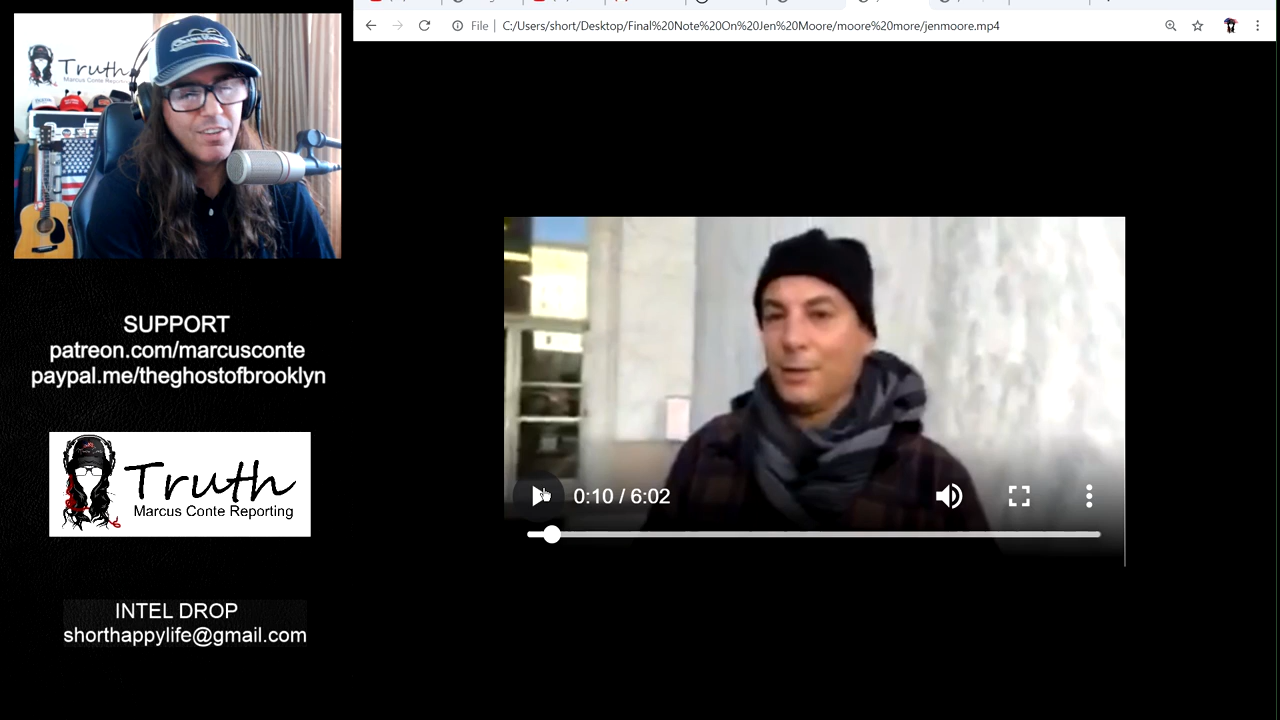 Truth
Marcus Conte Reporting
File
C:/Users/short/Desktop/Final%20Note%20On%20Jen%20Moore/moore%20more/jenmoore.mp4
SUPPORT
patreon.com/marcusconte
paypal.me/theghostofbrooklyn
0:10 / 6:02
Truth
Marcus Conte Reporting
INTEL DROP
shorthappylife@gmail.com